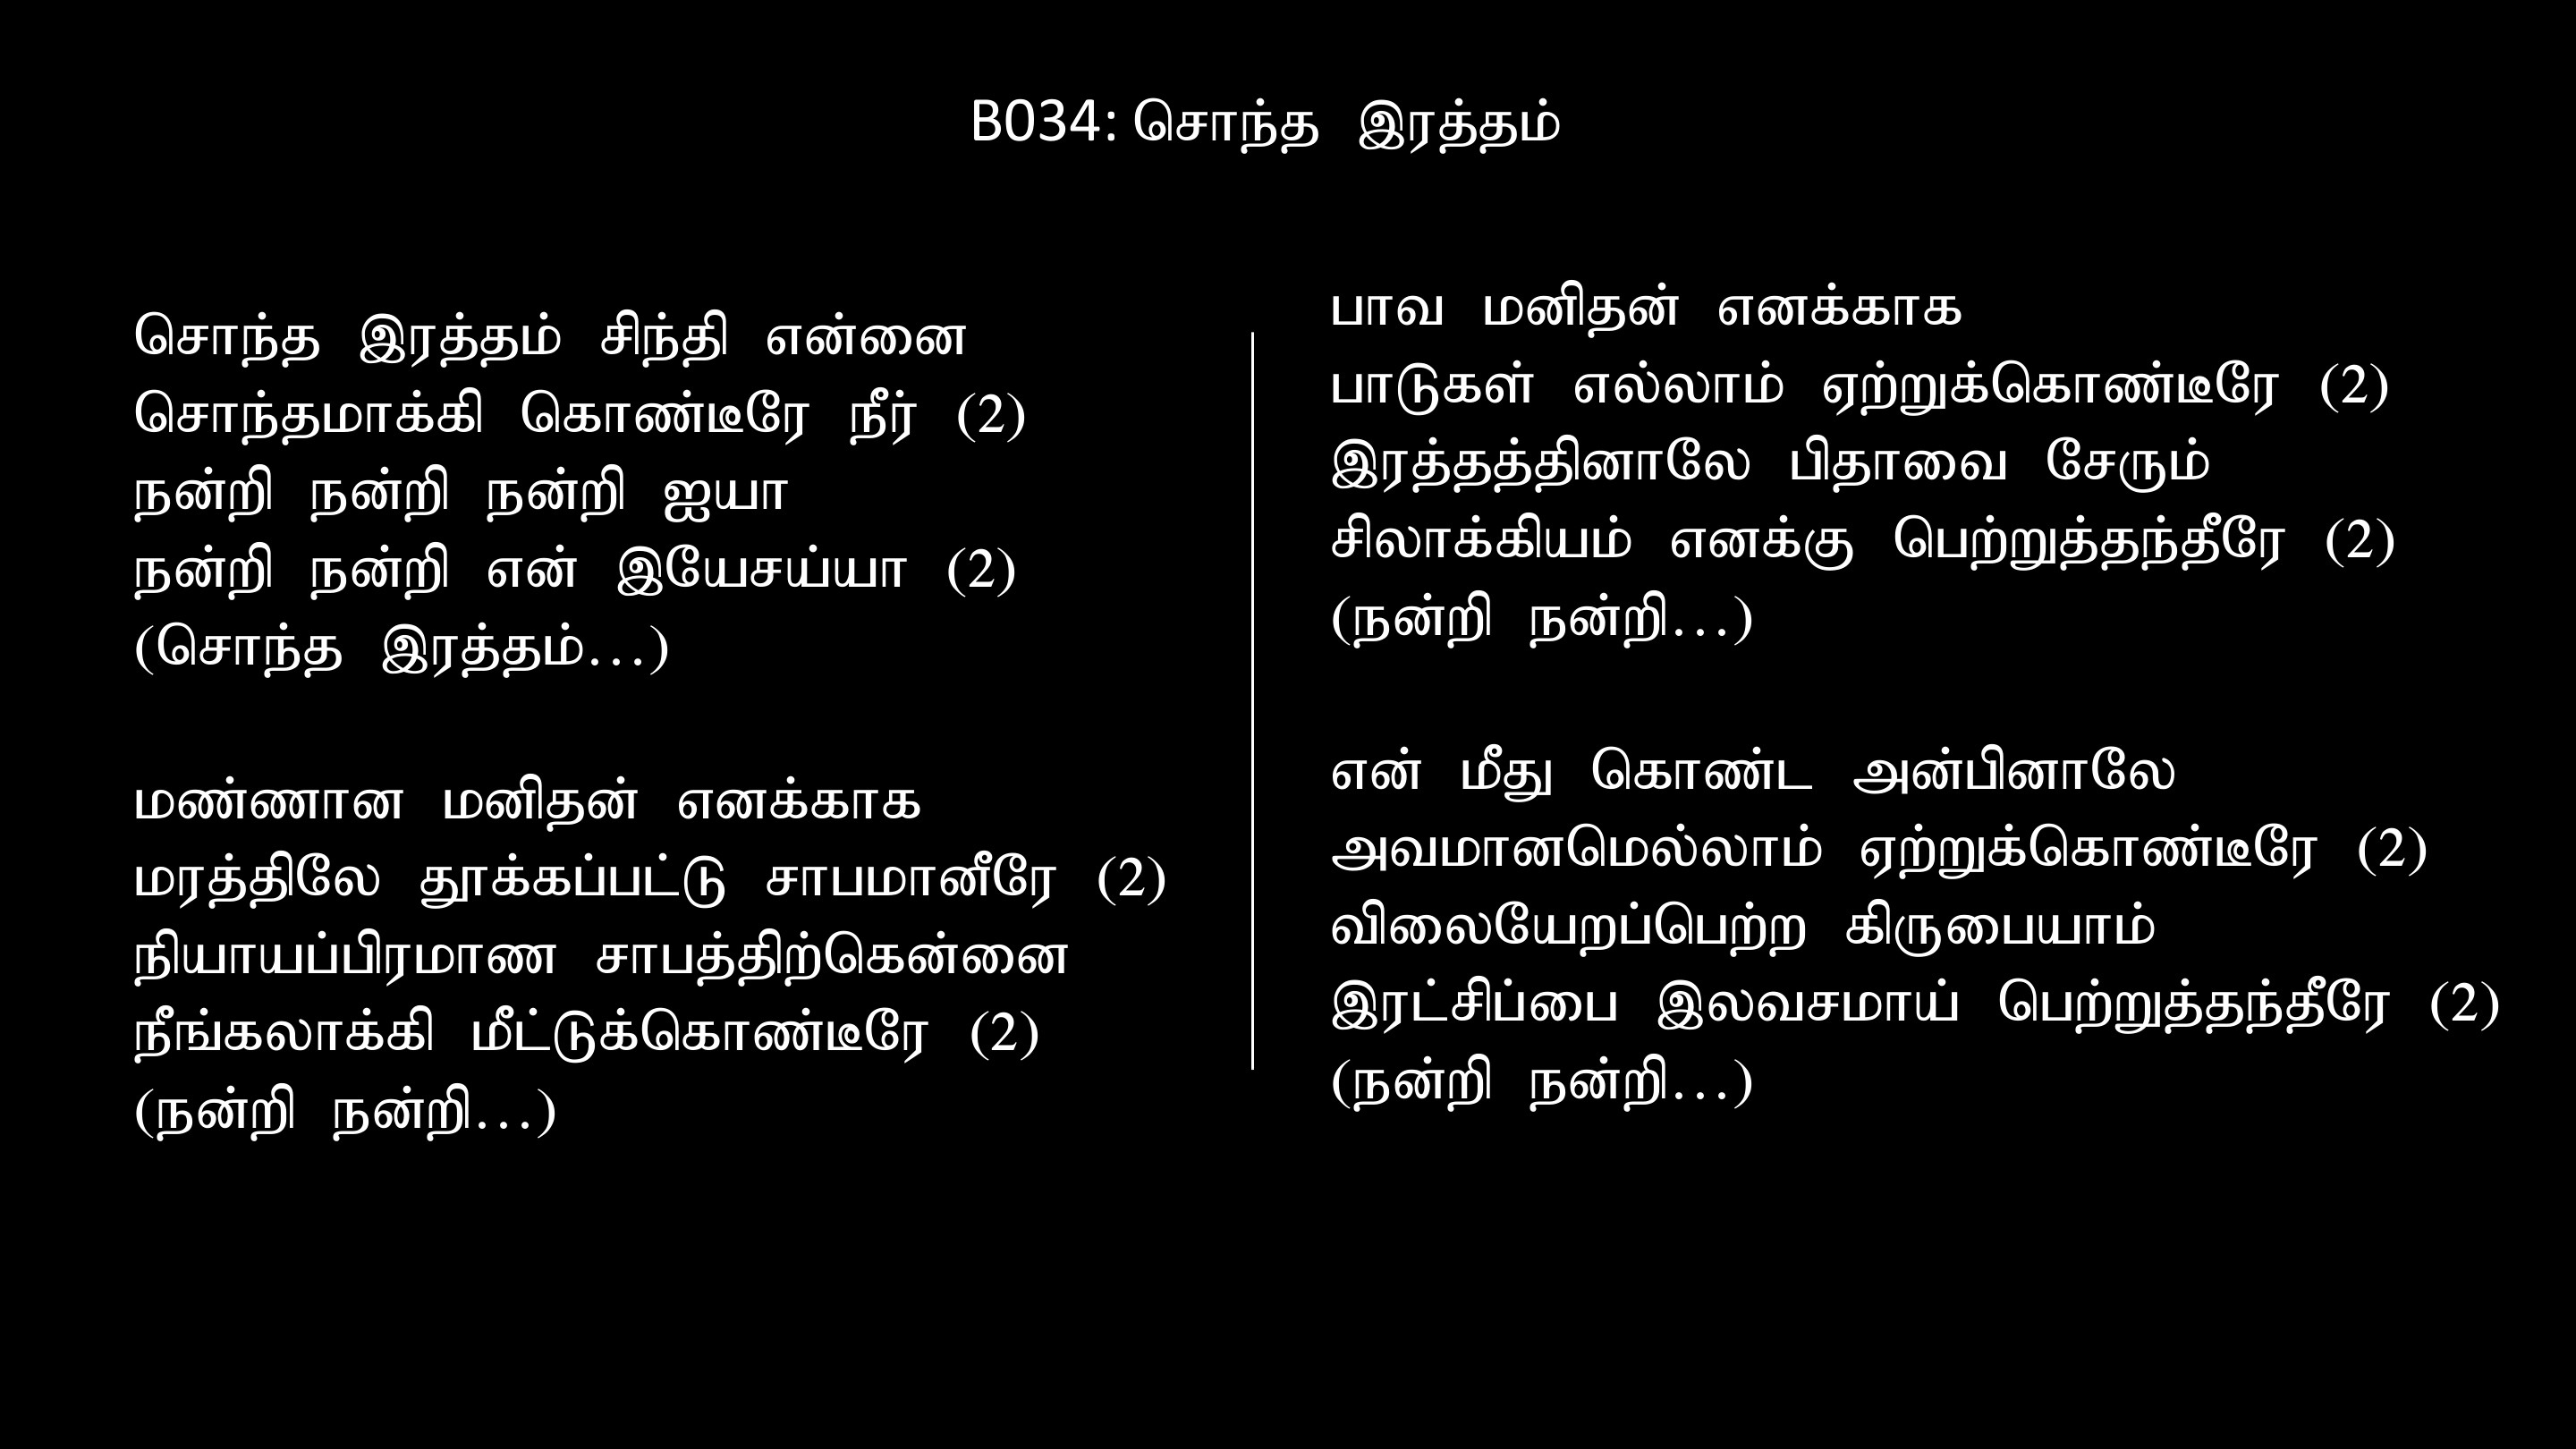 B034: சொந்த இரத்தம்
சொந்த இரத்தம் சிந்தி என்னை
சொந்தமாக்கி கொண்டீரே நீர் (2)
நன்றி நன்றி நன்றி ஐயா
நன்றி நன்றி என் இயேசய்யா (2)
(சொந்த இரத்தம்...)
மண்ணான மனிதன் எனக்காக
மரத்திலே தூக்கப்பட்டு சாபமானீரே (2)
நியாயப்பிரமாண சாபத்திற்கென்னை
நீங்கலாக்கி மீட்டுக்கொண்டீரே (2)
(நன்றி நன்றி...)
பாவ மனிதன் எனக்காக
பாடுகள் எல்லாம் ஏற்றுக்கொண்டீரே (2)
இரத்தத்தினாலே பிதாவை சேரும்
சிலாக்கியம் எனக்கு பெற்றுத்தந்தீரே (2)
(நன்றி நன்றி...)
என் மீது கொண்ட அன்பினாலே
அவமானமெல்லாம் ஏற்றுக்கொண்டீரே (2)
விலையேறப்பெற்ற கிருபையாம்
இரட்சிப்பை இலவசமாய் பெற்றுத்தந்தீரே (2)
(நன்றி நன்றி...)